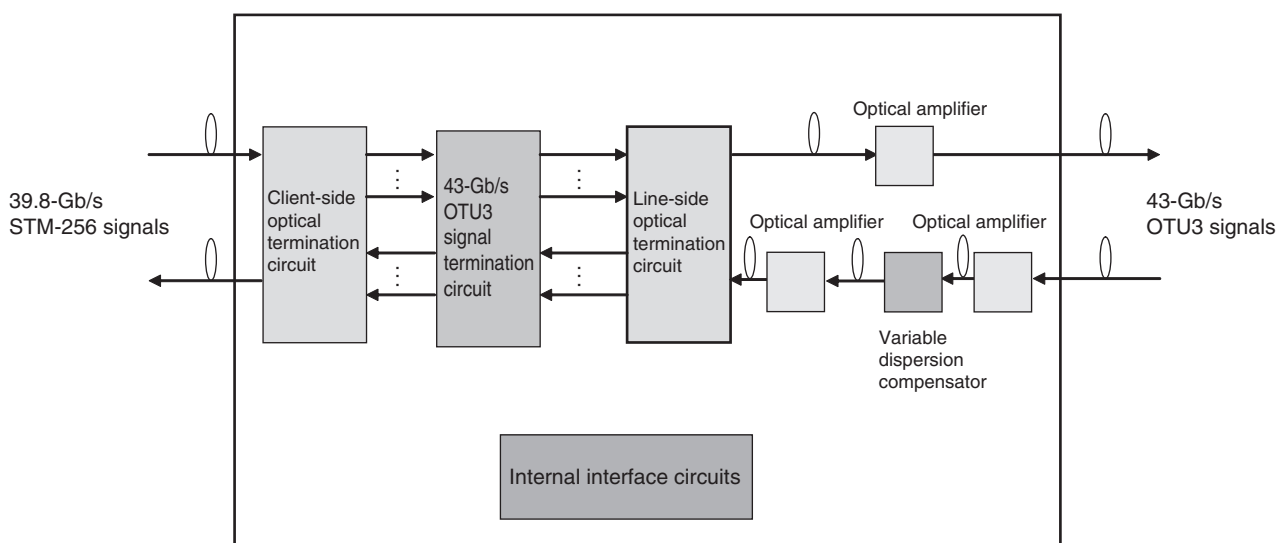 Optical amplifier
39.8-Gb/s
STM-256 signals
Client-side
optical
termination
circuit
43-Gb/s
OTU3
signal
termination
circuit
Line-side
optical
termination
circuit
Optical amplifier
Optical amplifier
43-Gb/s
OTU3 signals
Variable
dispersion
compensator
Internal interface circuits